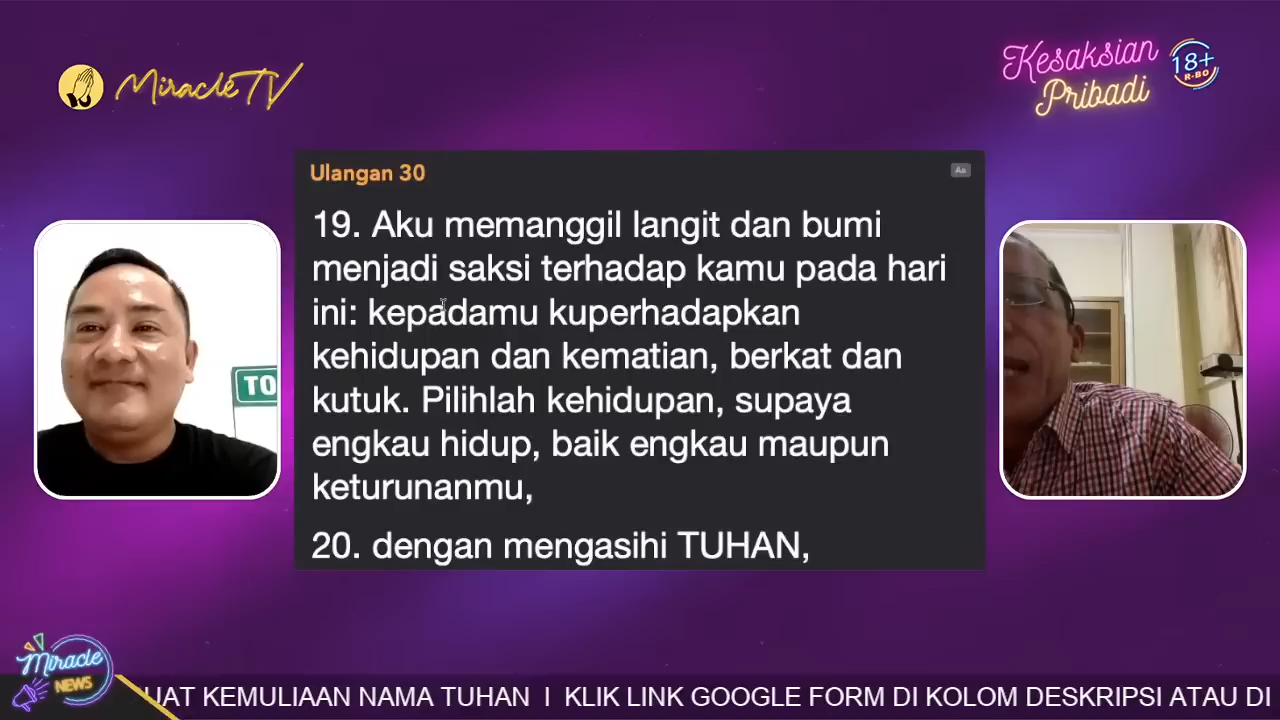 MiracleTV
Kesaksian
Pribadi
18+
R-BO
Ulangan 30
Aa
19. Aku memanggil langit dan bumi
menjadi saksi terhadap kamu pada hari
ini: kepadamu kuperhadapkan
kehidupan dan kematian, berkat dan
kutuk. Pilihlah kehidupan, supaya
engkau hidup, baik engkau maupun
keturunanmu,
20. dengan mengasihi TUHAN,
TO
Miracle
NEWS
UAT KEMULIAAN NAMA TUHAN I KLIK LINK GOOGLE FORM DI KOLOM DESKRIPSI ATAU DI